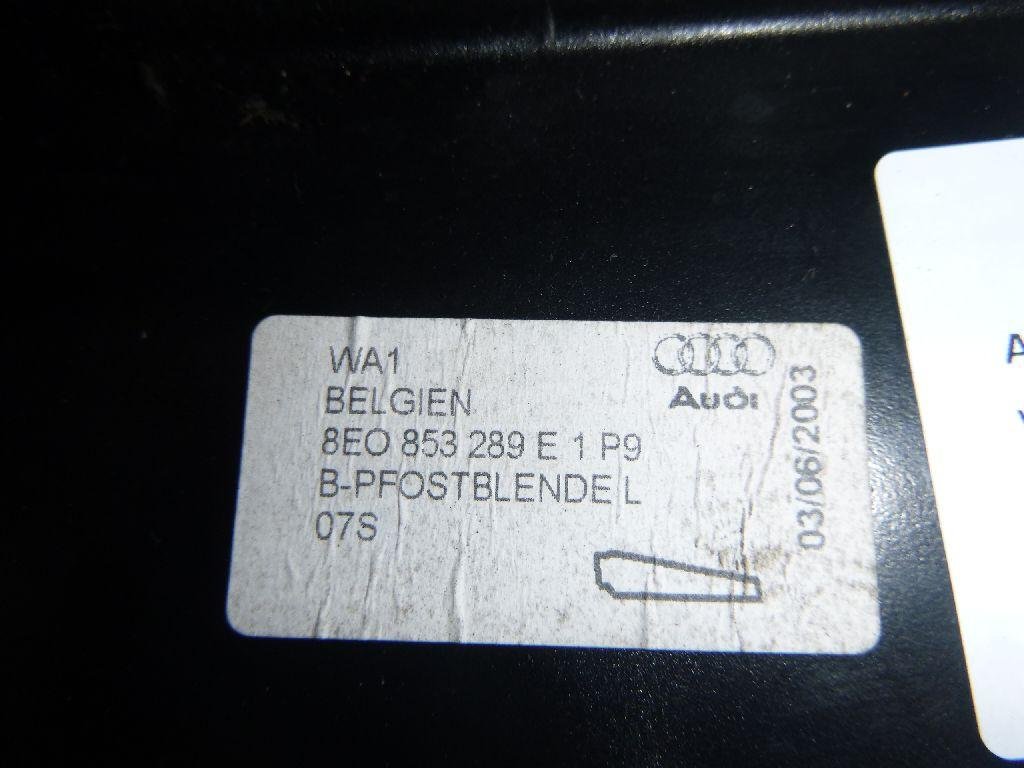 WA1
BELGIEN
8E0 853 289 E 1 P9
B-PFOSTBLENDE L
07S
Audi
03/06/2003
A